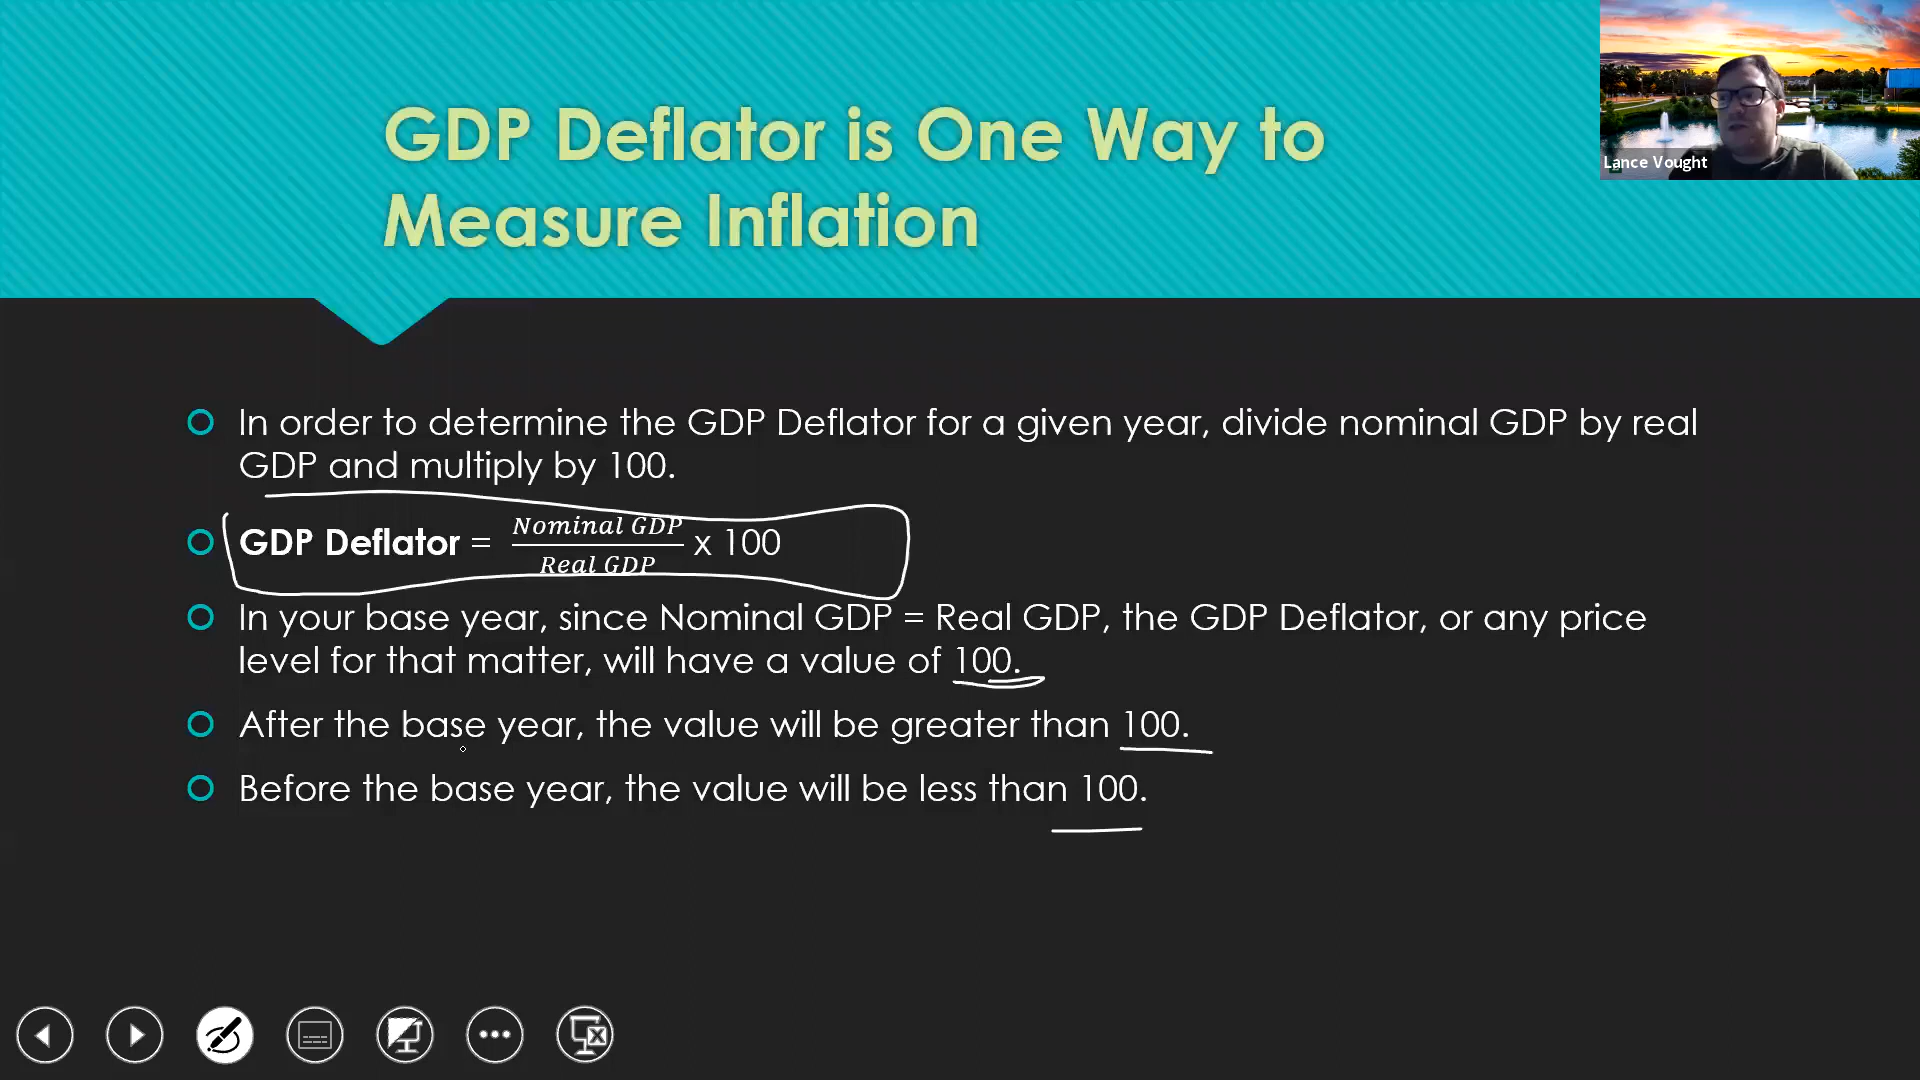 GDP Deflator is One Way to
Measure Inflation
Lance Vought
In order to determine the GDP Deflator for a given year, divide nominal GDP by real
GDP and multiply by 100.
GDP Deflator = Nominal GDP / Real GDP x 100
In your base year, since Nominal GDP = Real GDP, the GDP Deflator, or any price
level for that matter, will have a value of 100.
After the base year, the value will be greater than 100.
Before the base year, the value will be less than 100.